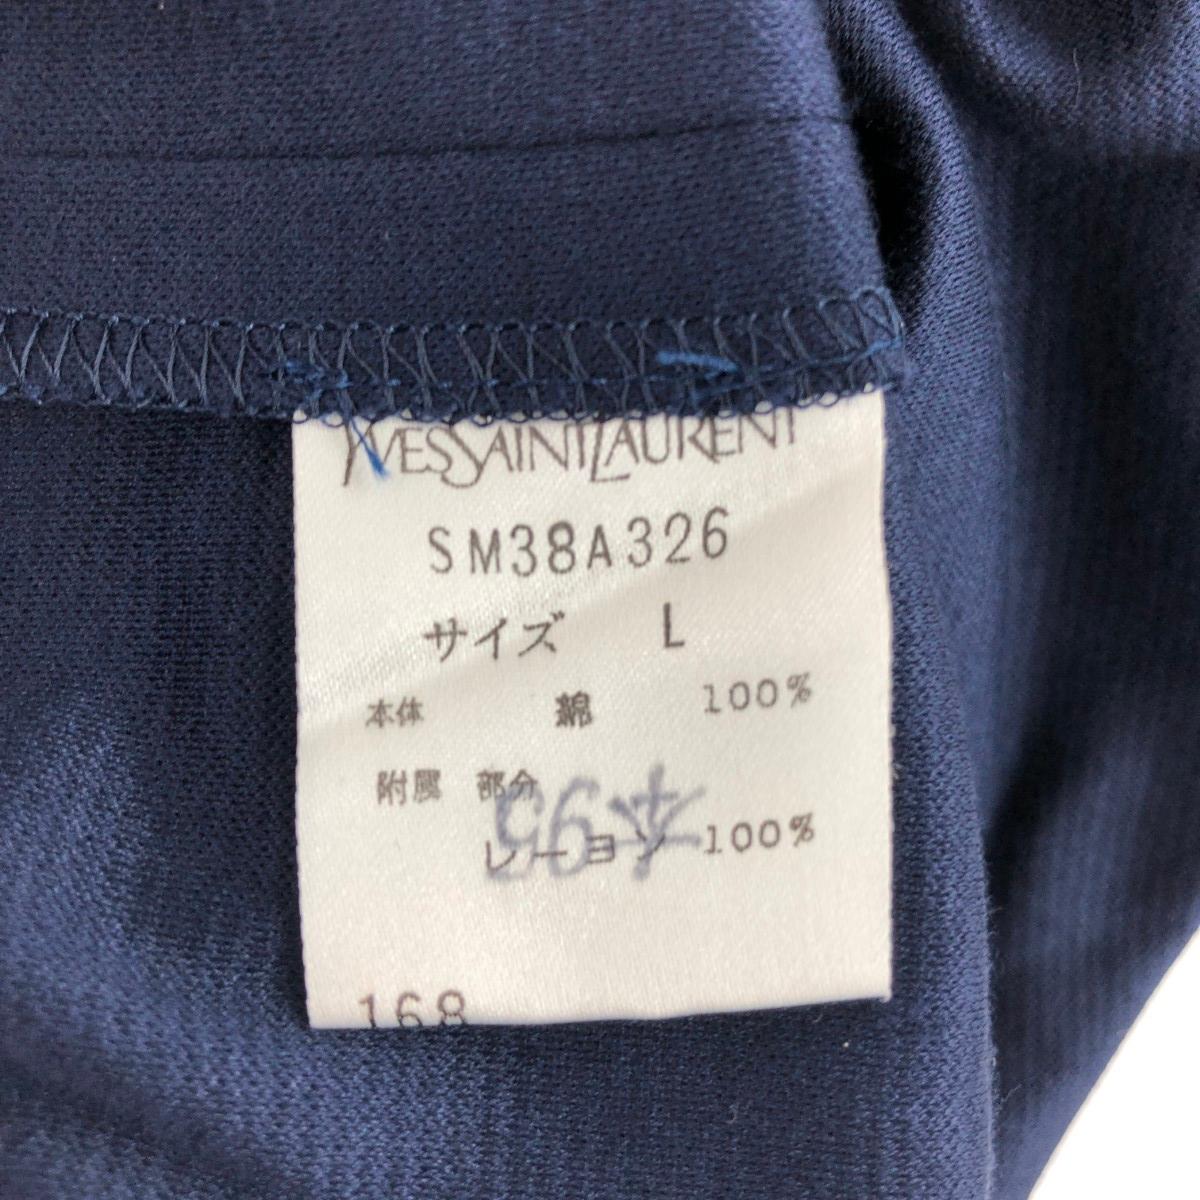 YVESSAINTLAURENT
SM38A326
サイズ L
本体 綿 100%
附属 部分
レーヨン 100%
168